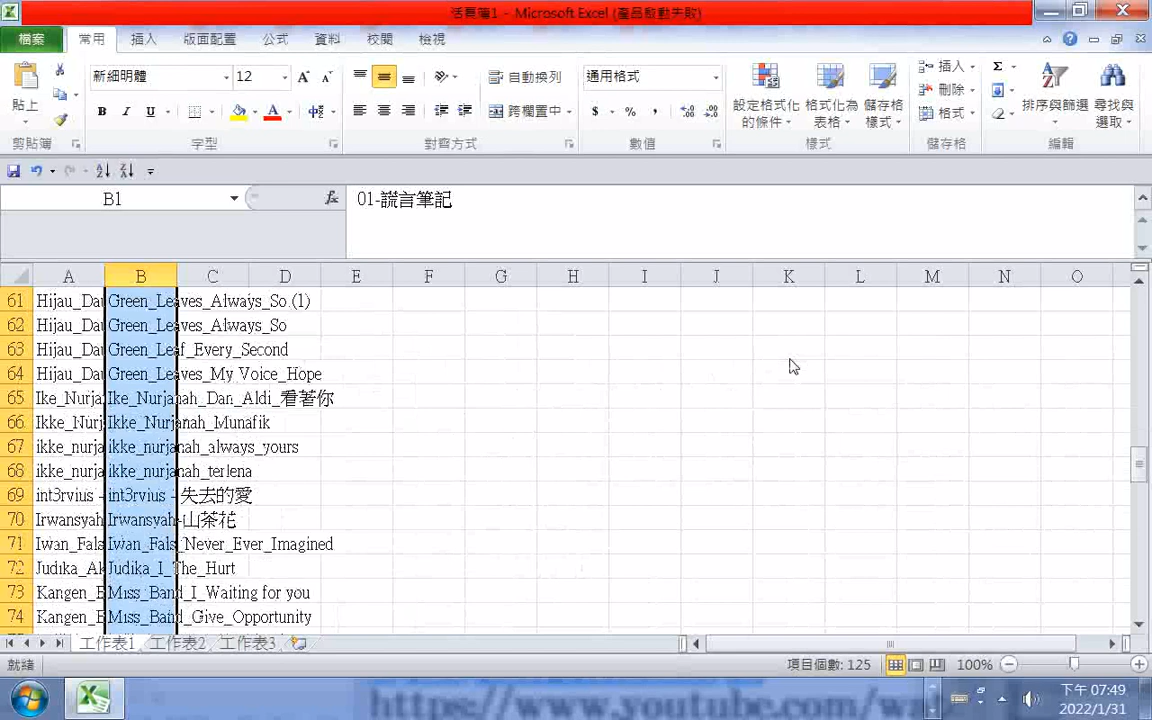 活頁簿1 - Microsoft Excel (產品啟動失敗)
檔案 常用 插入 版面配置 公式 資料 校閱 檢視
貼上
新細明體 12
B I U A
自動換列
跨欄置中
通用格式
$ % ,
設定格式化的條件
格式化為表格
儲存格樣式
插入
刪除
格式
Σ
排序與篩選
尋找與選取
剪貼簿 字型 對齊方式 數值 樣式 儲存格 編輯
B1 fx 01-謊言筆記
A B C D E F G H I J K L M N O
61 Hijau_Dau Green_Leaves_Always_So.(1)
62 Hijau_Dau Green_Leaves_Always_So
63 Hijau_Dau Green_Leaf_Every_Second
64 Hijau_Dau Green_Leaves_My Voice_Hope
65 Ike_Nurja Ike_Nurjanah_Dan_Aldi_看著你
66 Ikke_Nurj Ikke_Nurjanah_Munafik
67 ikke_nurja ikke_nurjanah_always_yours
68 ikke_nurja ikke_nurjanah_terlena
69 int3rvius - int3rvius - 失去的愛
70 Irwansyah Irwansyah-山茶花
71 Iwan_Fals Iwan_Fals_Never_Ever_Imagined
72 Judika_Ak Judika_I_The_Hurt
73 Kangen_B Miss_Band_I_Waiting for you
74 Kangen_B Miss_Band_Give_Opportunity
工作表1 工作表2 工作表3
就緒 項目個數: 125 100%
https://www.youtube.com/wa
下午 07:49
2022/1/31